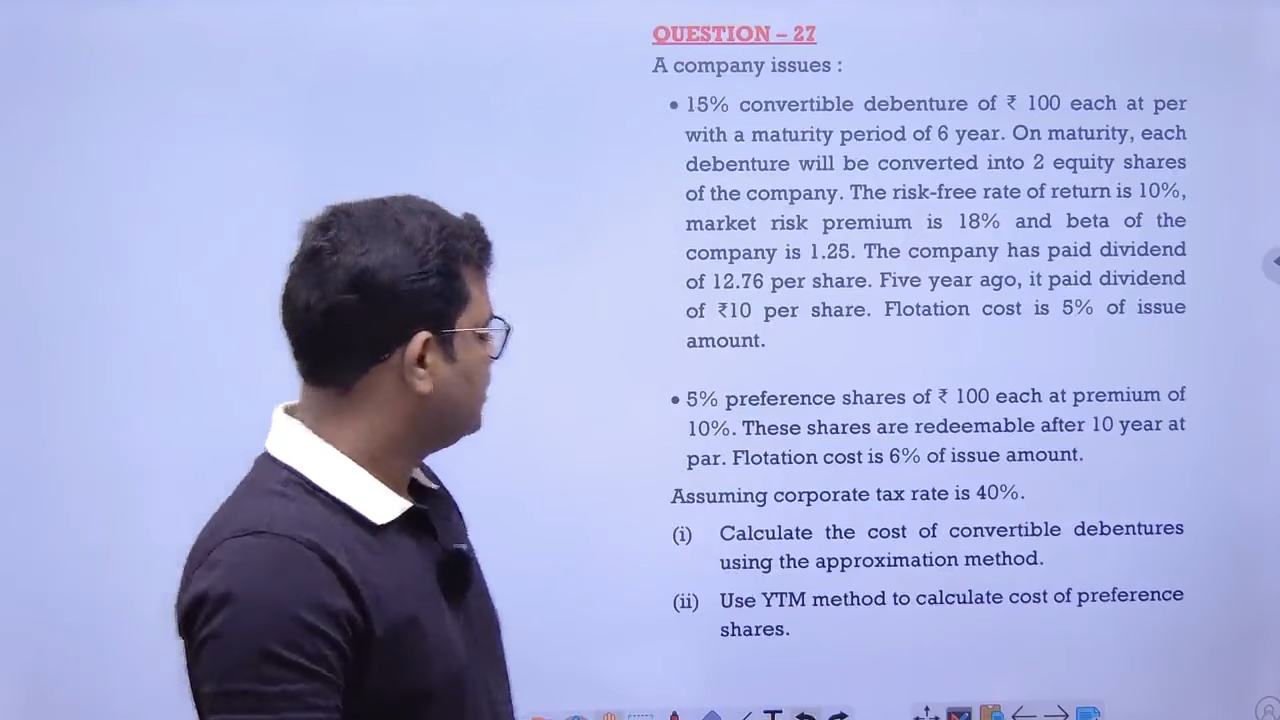 QUESTION – 27
A company issues :
• 15% convertible debenture of ₹ 100 each at per
with a maturity period of 6 year. On maturity, each
debenture will be converted into 2 equity shares
of the company. The risk-free rate of return is 10%,
market risk premium is 18% and beta of the
company is 1.25. The company has paid dividend
of 12.76 per share. Five year ago, it paid dividend
of ₹10 per share. Flotation cost is 5% of issue
amount.
• 5% preference shares of ₹ 100 each at premium of
10%. These shares are redeemable after 10 year at
par. Flotation cost is 6% of issue amount.
Assuming corporate tax rate is 40%.
(i) Calculate the cost of convertible debentures
using the approximation method.
(ii) Use YTM method to calculate cost of preference
shares.